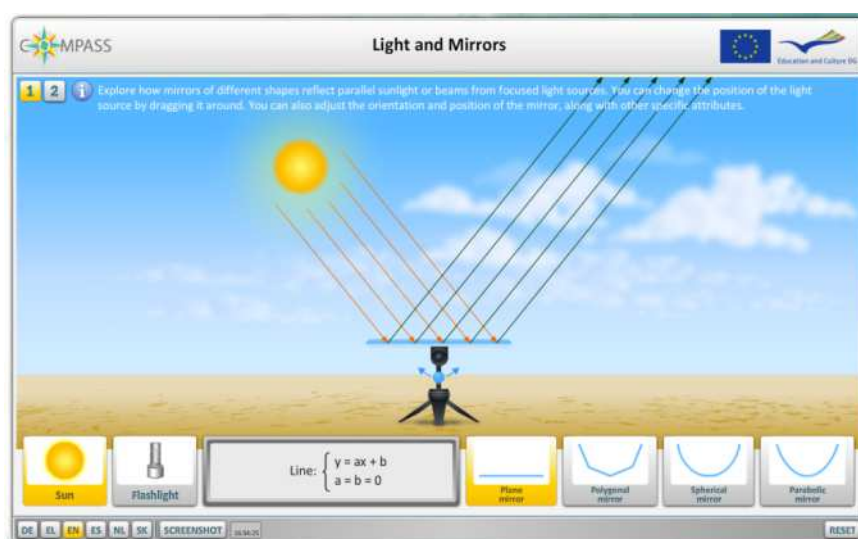 COMPASS
Light and Mirrors
Education and Culture DG
1 2 i Explore how mirrors of different shapes reflect parallel sunlight or beams from focused light sources. You can change the position of the light
source by dragging it around. You can also adjust the orientation and position of the mirror, along with other specific attributes.
Sun
Flashlight
Line: { y = ax + b
a = b = 0
Plane
mirror
Polygonal
mirror
Spherical
mirror
Parabolic
mirror
DE EL EN ES NL SK SCREENSHOT RESET